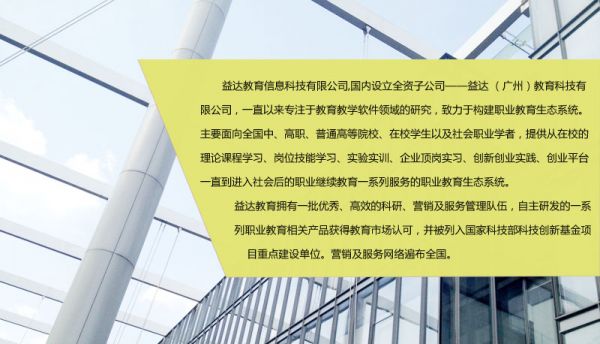 益达教育信息科技有限公司,国内设立全资子公司——益达（广州）教育科技有
限公司，一直以来专注于教育教学软件领域的研究，致力于构建职业教育生态系统。
主要面向全国中、高职、普通高等院校、在校学生以及社会职业学者，提供从在校的
理论课程学习、岗位技能学习、实验实训、企业顶岗实习、创新创业实践、创业平台
一直到进入社会后的职业继续教育一系列服务的职业教育生态系统。
益达教育拥有一批优秀、高效的科研、营销及服务管理队伍，自主研发的一系
列职业教育相关产品获得教育市场认可，并被列入国家科技部科技创新基金项
目重点建设单位。营销及服务网络遍布全国。